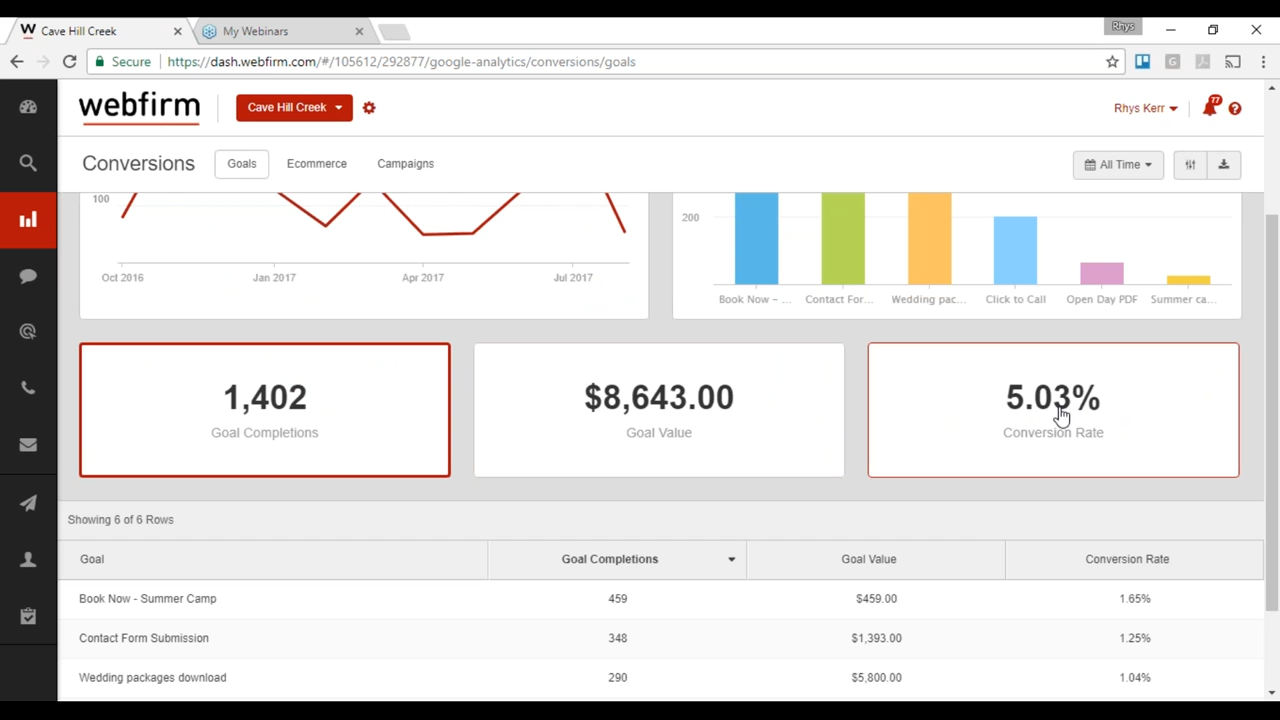 Cave Hill Creek
My Webinars
Rhys
Secure
https://dash.webfirm.com/#/105612/292877/google-analytics/conversions/goals
webfirm
Cave Hill Creek
Rhys Kerr
77
Conversions
Goals
Ecommerce
Campaigns
All Time
100
Oct 2016
Jan 2017
Apr 2017
Jul 2017
200
Book Now – ...
Contact For...
Wedding pac...
Click to Call
Open Day PDF
Summer ca...
1,402
Goal Completions
$8,643.00
Goal Value
5.03%
Conversion Rate
Showing 6 of 6 Rows
Goal Goal Completions Goal Value Conversion Rate
Book Now - Summer Camp 459 $459.00 1.65%
Contact Form Submission 348 $1,393.00 1.25%
Wedding packages download 290 $5,800.00 1.04%